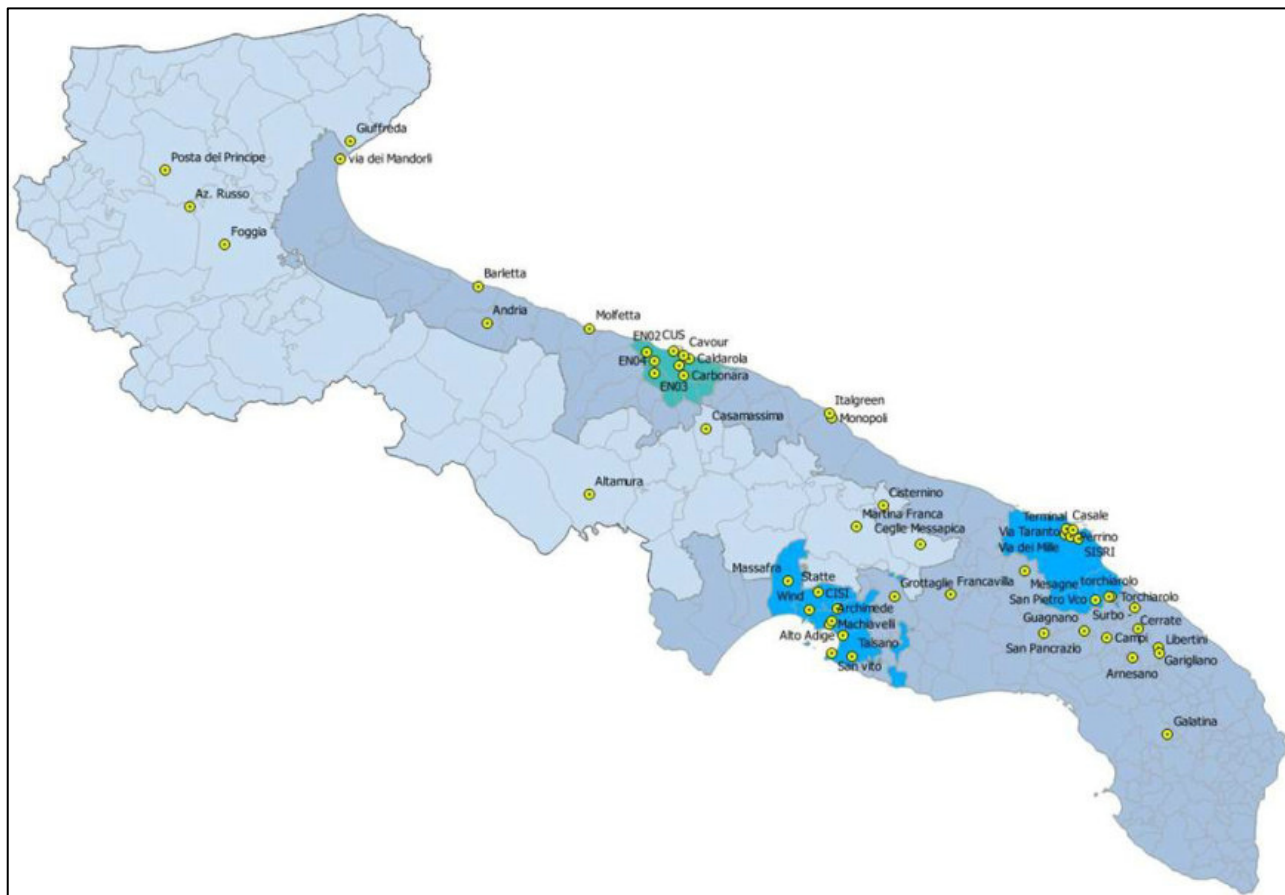 Giuffreda
via dei Mandorli
Posta del Principe
Az. Russo
Foggia
Barletta
Andria
Molfetta
EN02
CUS
Cavour
EN04
Caldarola
EN03
Carbonara
Italgreen
Monopoli
Casamassima
Altamura
Cisternino
Martina Franca
Ceglie Messapica
Terminal
Casale
Via Taranto
Perrino
Via dei Mille
SISRI
Massafra
Statte
Grottaglie
Francavilla
Mesagne
torchiarolo
Wind
CISI
San Pietro Vco
Torchiarolo
Archimede
Machiavelli
Guagnano
Surbo -
Cerrate
Alto Adige
Talsano
San Pancrazio
Campi
Libertini
San vito
Arnesano
Garigliano
Galatina